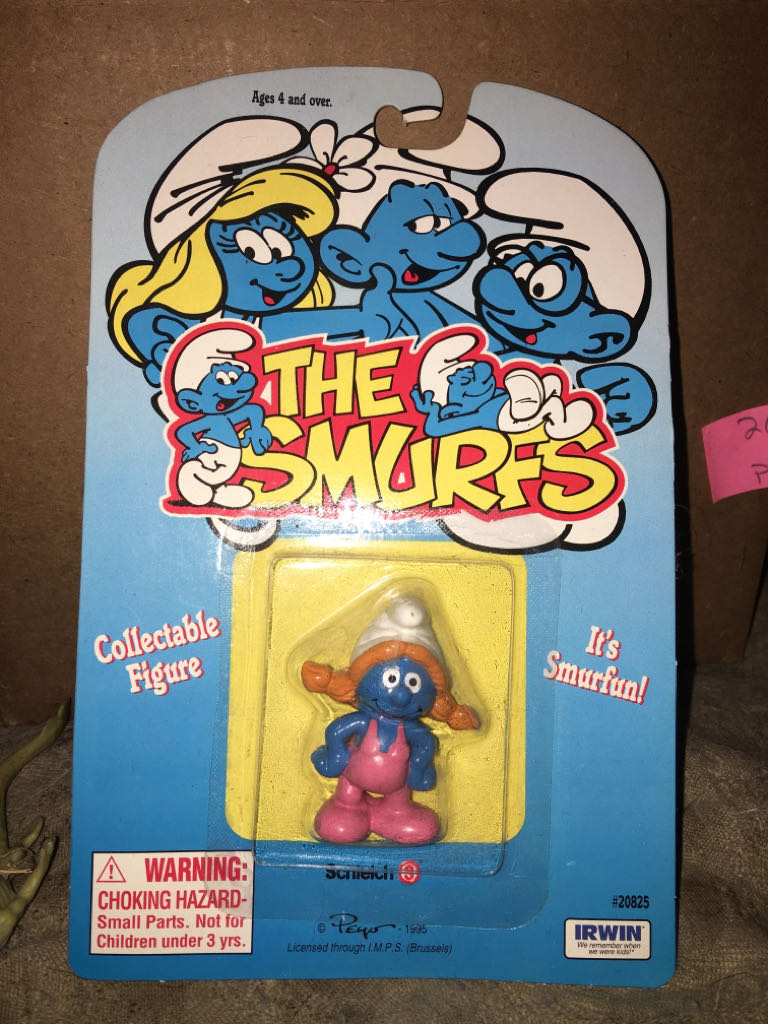 Ages 4 and over.
THE
SMURFS
Collectable
Figure
It's
Smurfun!
Schleich S
WARNING:
CHOKING HAZARD-
Small Parts. Not for
Children under 3 yrs.
© Peyo - 1995
Licensed through I.M.P.S. (Brussels)
#20825
IRWIN
We remember when
we were kids!*